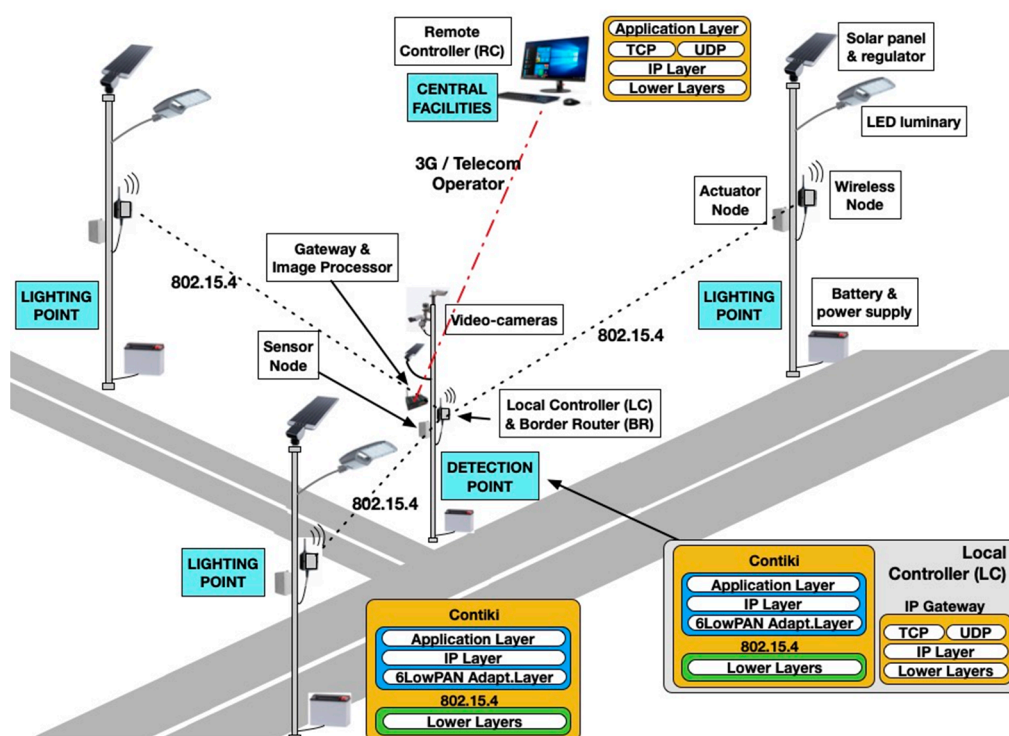 Remote
Controller (RC)
CENTRAL
FACILITIES
Application Layer
TCP
UDP
IP Layer
Lower Layers
Solar panel
& regulator
LED luminary
3G / Telecom
Operator
Actuator
Node
Wireless
Node
Gateway &
Image Processor
802.15.4
LIGHTING
POINT
Video-cameras
802.15.4
LIGHTING
POINT
Battery &
power supply
Sensor
Node
Local Controller (LC)
& Border Router (BR)
DETECTION
POINT
802.15.4
LIGHTING
POINT
Contiki
Application Layer
IP Layer
6LowPAN Adapt.Layer
802.15.4
Lower Layers
Contiki
Application Layer
IP Layer
6LowPAN Adapt.Layer
802.15.4
Lower Layers
Local
Controller (LC)
IP Gateway
TCP
UDP
IP Layer
Lower Layers